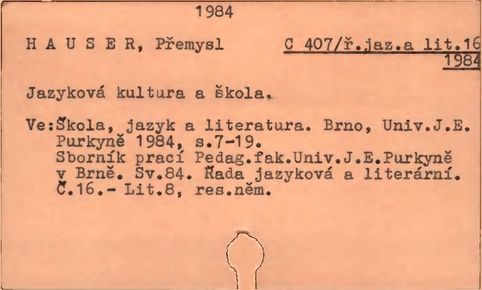 1984
H A U S E R, Přemysl C 407/ř.jaz.a lit.16
1984
Jazyková kultura a škola.
Ve:Škola, jazyk a literatura. Brno, Univ.J.E.
Purkyně 1984, s.7-19.
Sborník prací Pedag.fak.Univ.J.E.Purkyně
v Brně. Sv.84. Řada jazyková a literární.
Č.16.- Lit.8, res.něm.